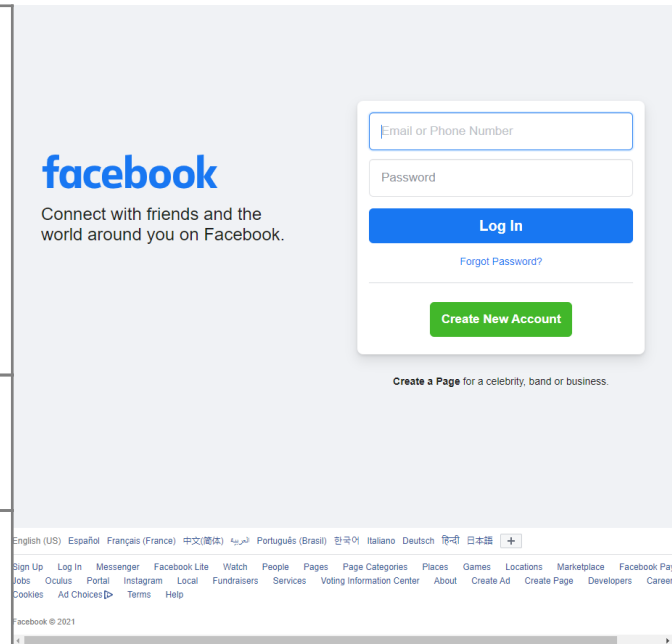 facebook
Connect with friends and the
world around you on Facebook.
Email or Phone Number
Password
Log In
Forgot Password?
Create New Account
Create a Page for a celebrity, band or business.
English (US) Español Français (France) 中文(简体) العربية Português (Brasil) 한국어 Italiano Deutsch हिन्दी 日本語 +
Sign Up Log In Messenger Facebook Lite Watch People Pages Page Categories Places Games Locations Marketplace Facebook Pay
Jobs Oculus Portal Instagram Local Fundraisers Services Voting Information Center About Create Ad Create Page Developers Career
Cookies Ad Choices Terms Help
Facebook © 2021